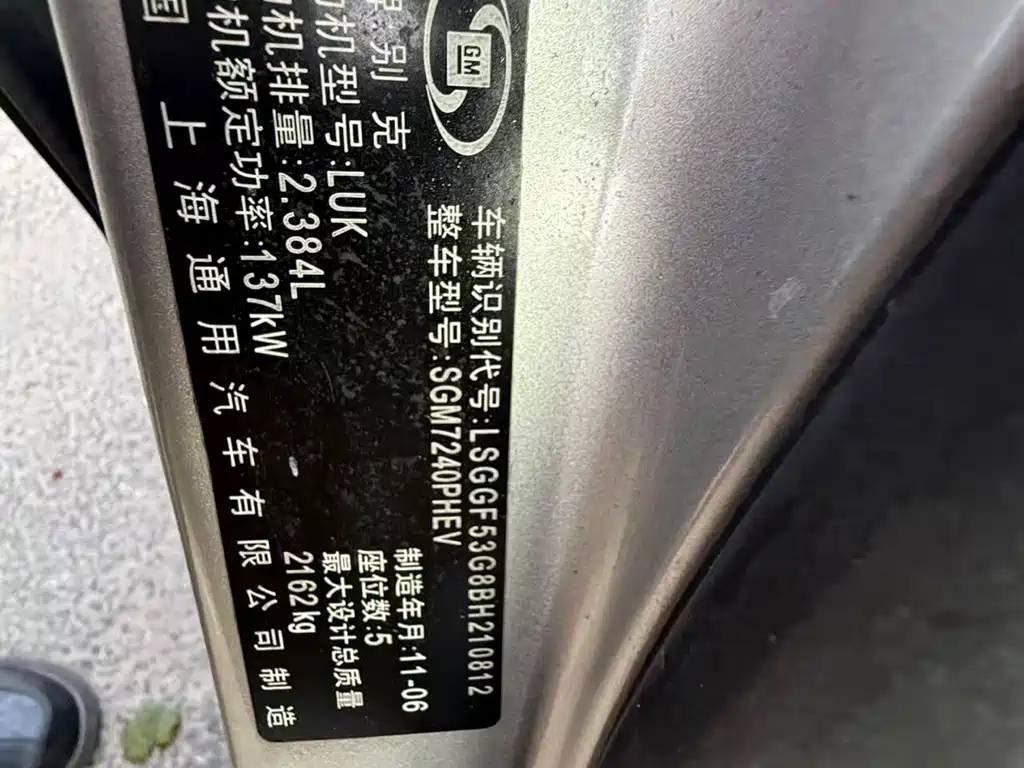 GM
别克
车辆识别代号:LSGGF53G8BH210812
整车型号:SGM7240PHEV
机型号:LUK
制造年月:11-06
机排量:2.384L
座位数:5
机额定功率:137kW
最大设计总质量
2162kg
国 上海通用汽车有限公司制造